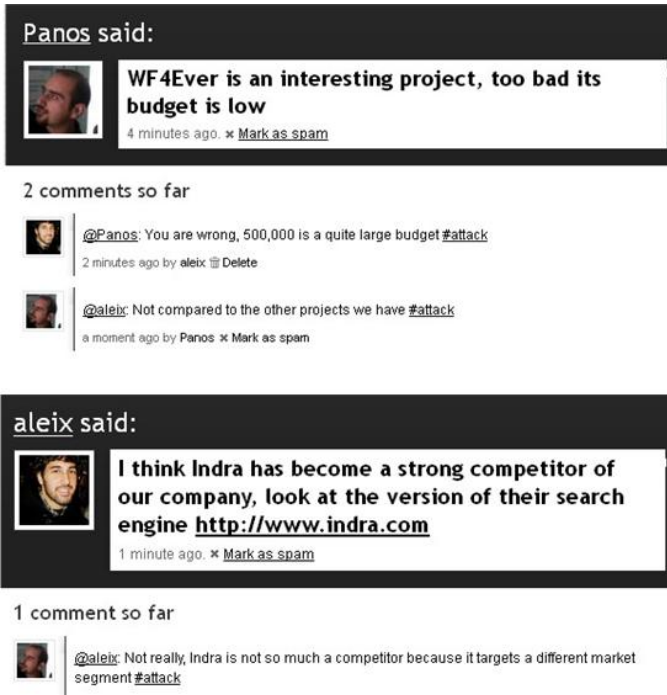 Panos said:
WF4Ever is an interesting project, too bad its
budget is low
4 minutes ago. × Mark as spam
2 comments so far
@Panos: You are wrong, 500,000 is a quite large budget #attack
2 minutes ago by aleix Delete
@aleix: Not compared to the other projects we have #attack
a moment ago by Panos × Mark as spam
aleix said:
I think Indra has become a strong competitor of
our company, look at the version of their search
engine http://www.indra.com
1 minute ago. × Mark as spam
1 comment so far
@aleix: Not really, Indra is not so much a competitor because it targets a different market
segment #attack